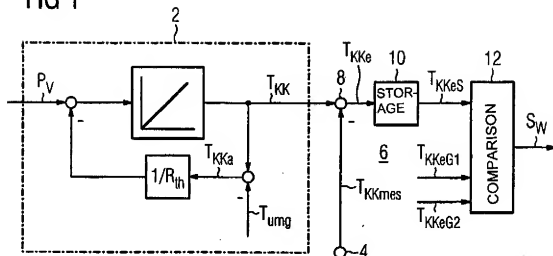 FIG 1
2
P_V
-
T_KK
8
T_KKe
10
STOR-
AGE
T_KKeS
12
COMPARISON
S_W
1/R_th
T_KKa
-
T_umg
-
6
T_KKmes
T_KKeG1
T_KKeG2
4